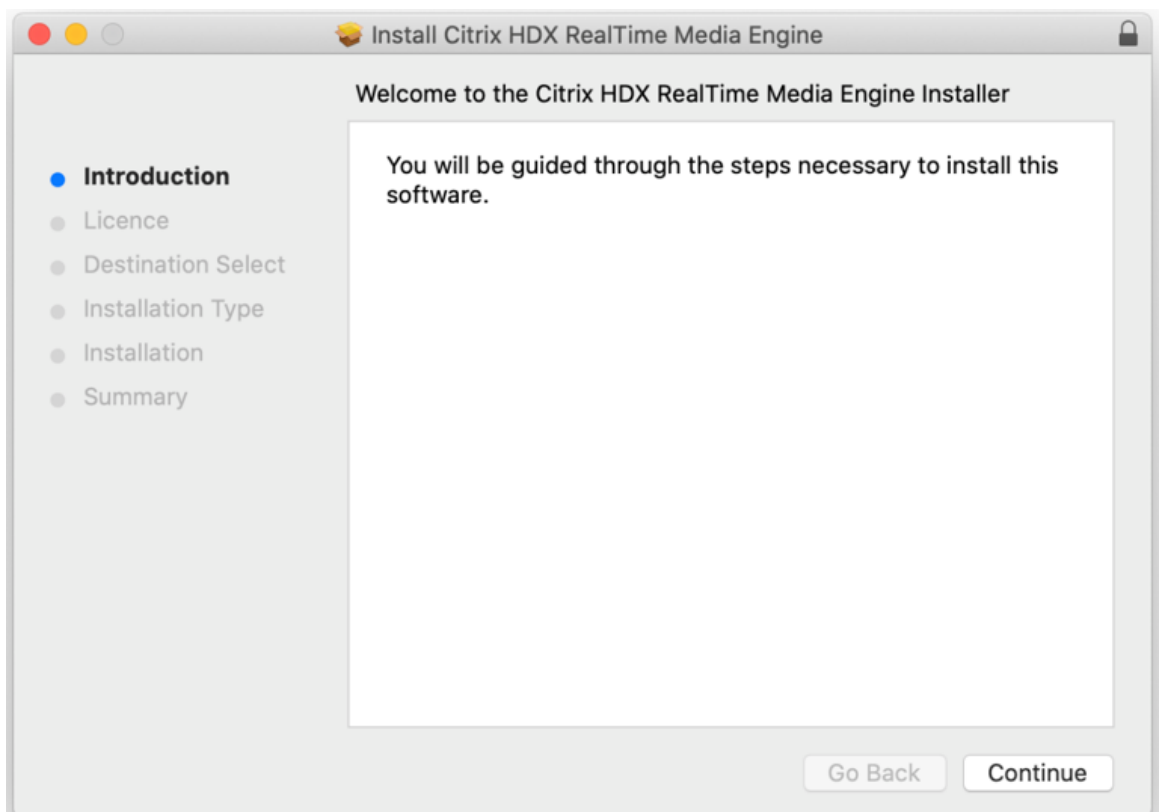 Install Citrix HDX RealTime Media Engine
Welcome to the Citrix HDX RealTime Media Engine Installer
Introduction
Licence
Destination Select
Installation Type
Installation
Summary
You will be guided through the steps necessary to install this
software.
Go Back
Continue